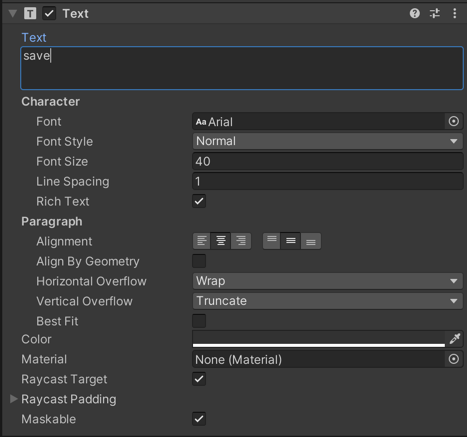 T Text
Text
save
Character
Font Aa Arial
Font Style Normal
Font Size 40
Line Spacing 1
Rich Text
Paragraph
Alignment
Align By Geometry
Horizontal Overflow Wrap
Vertical Overflow Truncate
Best Fit
Color
Material None (Material)
Raycast Target
Raycast Padding
Maskable